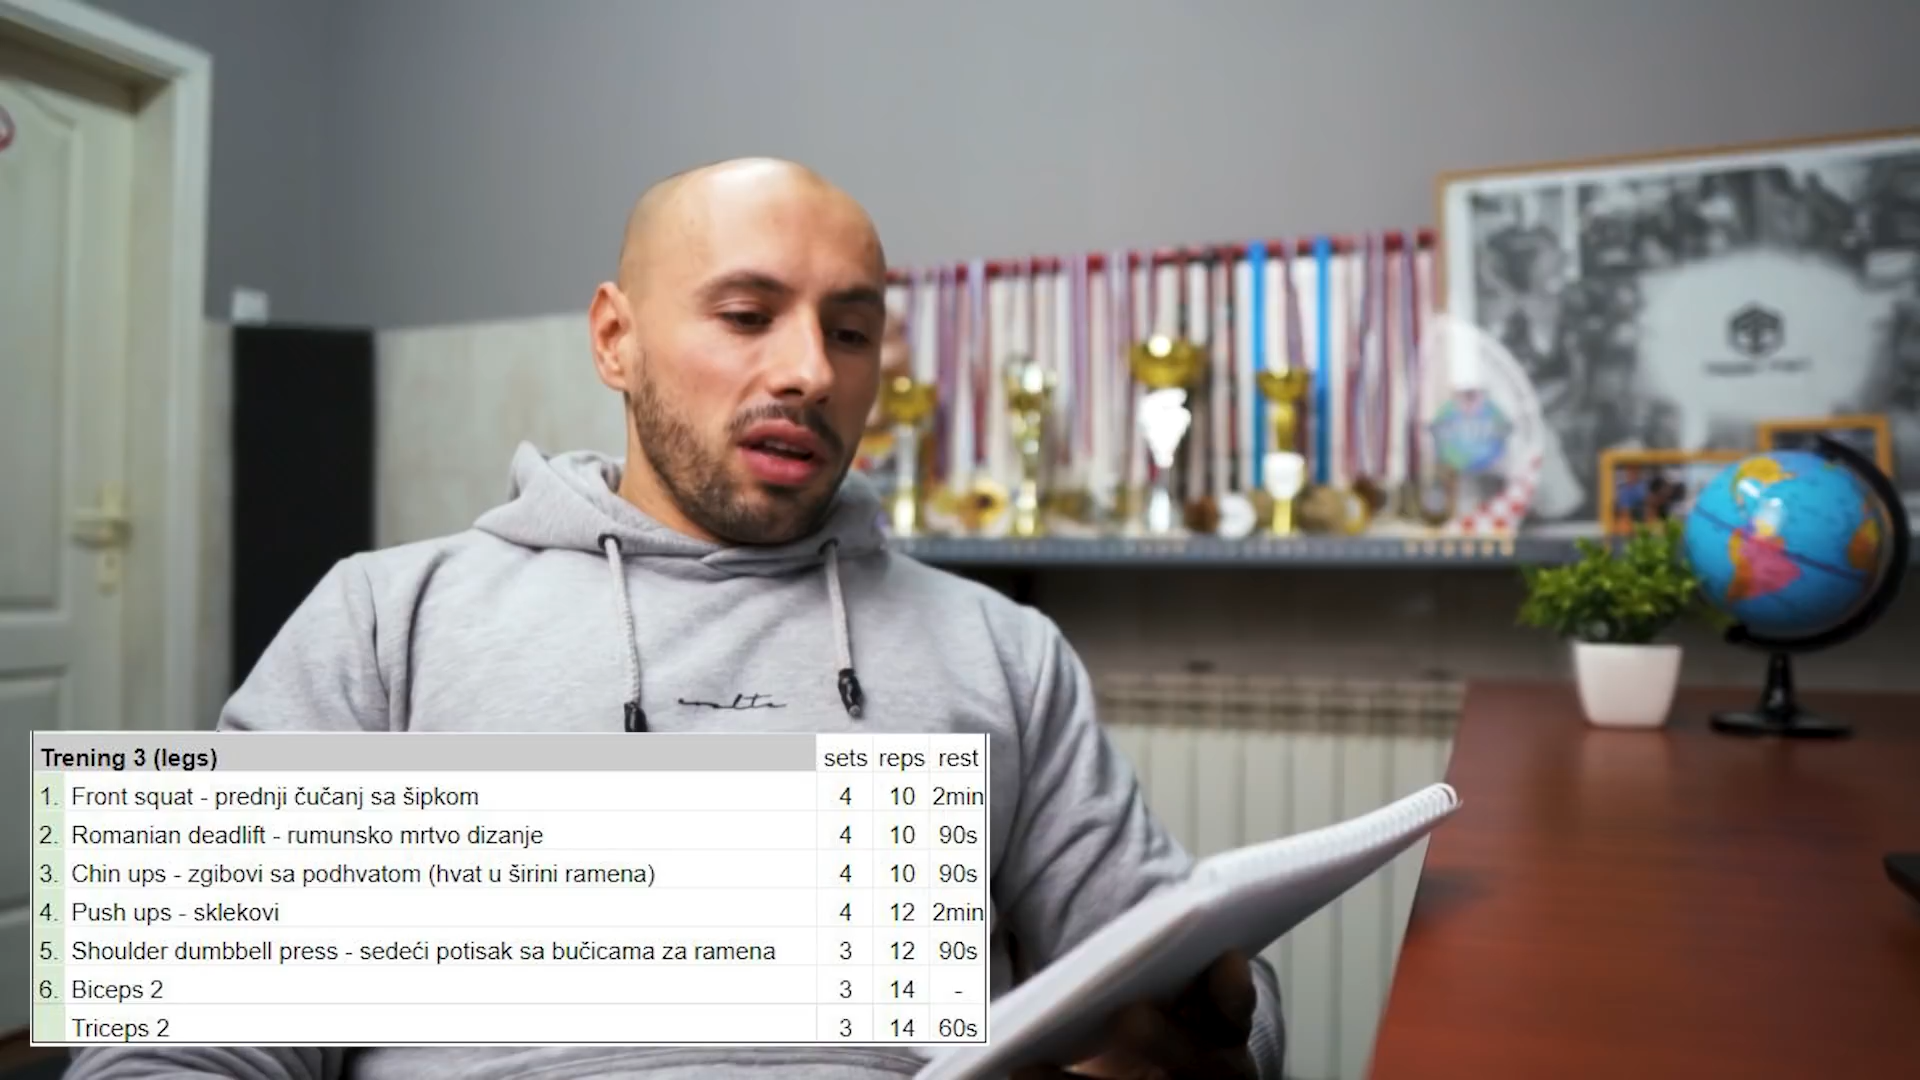 Trening 3 (legs) sets reps rest
1. Front squat - prednji čučanj sa šipkom 4 10 2min
2. Romanian deadlift - rumunsko mrtvo dizanje 4 10 90s
3. Chin ups - zgibovi sa podhvatom (hvat u širini ramena) 4 10 90s
4. Push ups - sklekovi 4 12 2min
5. Shoulder dumbbell press - sedeći potisak sa bučicama za ramena 3 12 90s
6. Biceps 2 3 14 -
Triceps 2 3 14 60s